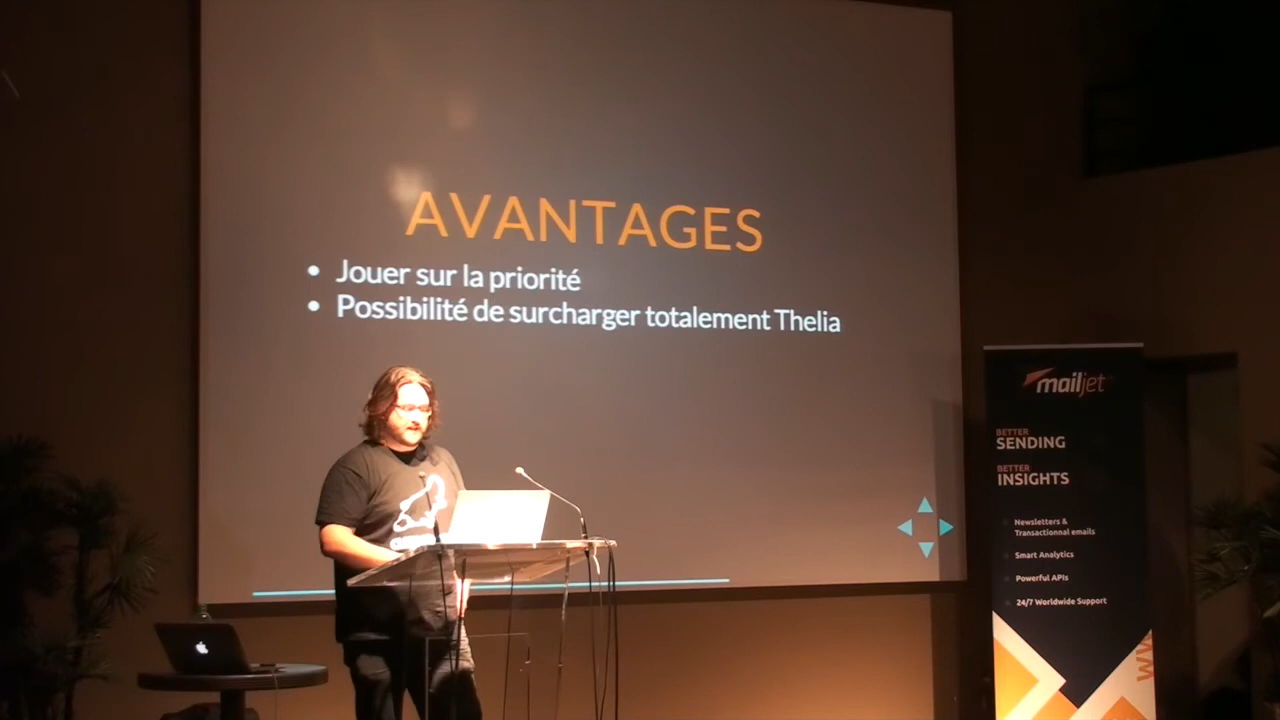 AVANTAGES
• Jouer sur la priorité
• Possibilité de surcharger totalement Thelia
mailjet
BETTER
SENDING
BETTER
INSIGHTS
Newsletters &
Transactionnal emails
Smart Analytics
Powerful APIs
24/7 Worldwide Support